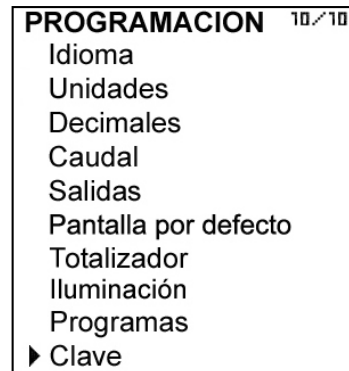 PROGRAMACION 10/10
Idioma
Unidades
Decimales
Caudal
Salidas
Pantalla por defecto
Totalizador
Iluminación
Programas
Clave